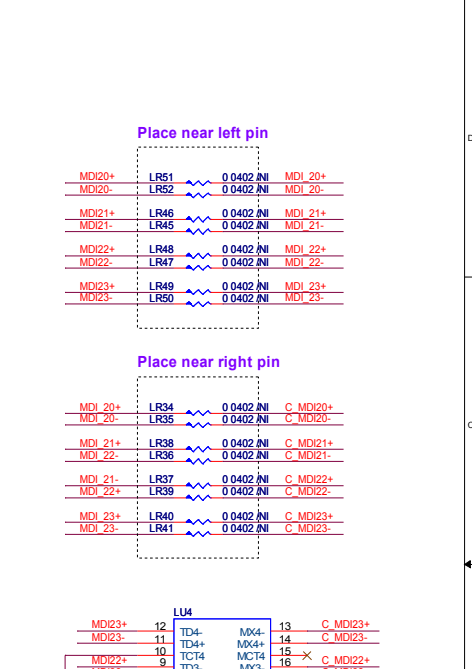 Place near left pin
MDI20+ LR51 0 0402 /NI MDI_20+
MDI20- LR52 0 0402 /NI MDI_20-
MDI21+ LR46 0 0402 /NI MDI_21+
MDI21- LR45 0 0402 /NI MDI_21-
MDI22+ LR48 0 0402 /NI MDI_22+
MDI22- LR47 0 0402 /NI MDI_22-
MDI23+ LR49 0 0402 /NI MDI_23+
MDI23- LR50 0 0402 /NI MDI_23-
Place near right pin
MDI_20+ LR34 0 0402 /NI C_MDI20+
MDI_20- LR35 0 0402 /NI C_MDI20-
MDI_21+ LR38 0 0402 /NI C_MDI21+
MDI_22- LR36 0 0402 /NI C_MDI21-
MDI_21- LR37 0 0402 /NI C_MDI22+
MDI_22+ LR39 0 0402 /NI C_MDI22-
MDI_23+ LR40 0 0402 /NI C_MDI23+
MDI_23- LR41 0 0402 /NI C_MDI23-
LU4
MDI23+ 12 TD4- MX4- 13 C_MDI23+
MDI23- 11 TD4+ MX4+ 14 C_MDI23-
10 TCT4 MCT4 15
MDI22+ 9 TD3- MX3- 16 C_MDI22+